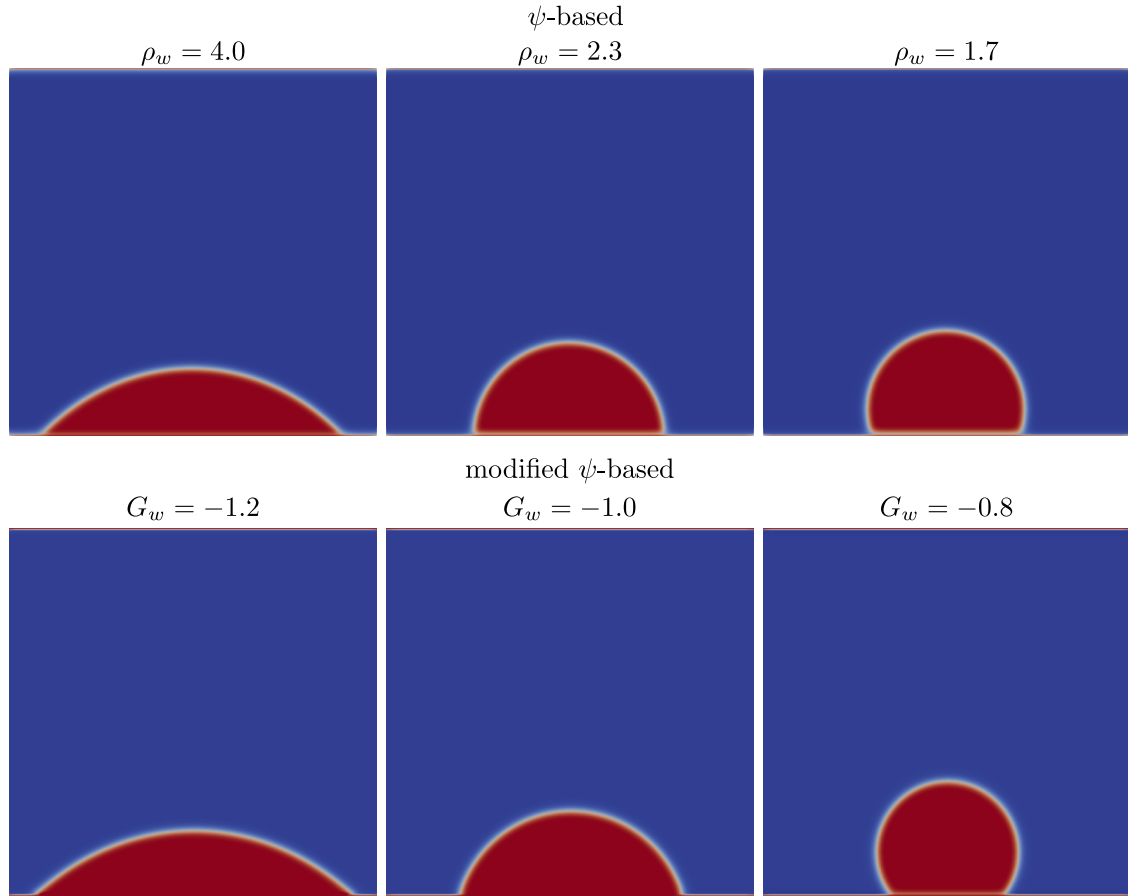 ψ-based
ρ_w = 4.0 ρ_w = 2.3 ρ_w = 1.7
modified ψ-based
G_w = −1.2 G_w = −1.0 G_w = −0.8